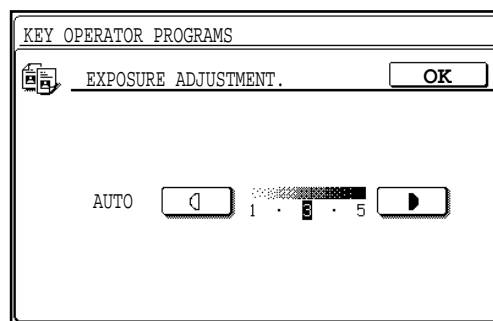 KEY OPERATOR PROGRAMS
EXPOSURE ADJUSTMENT. OK
AUTO
1 · 3 · 5